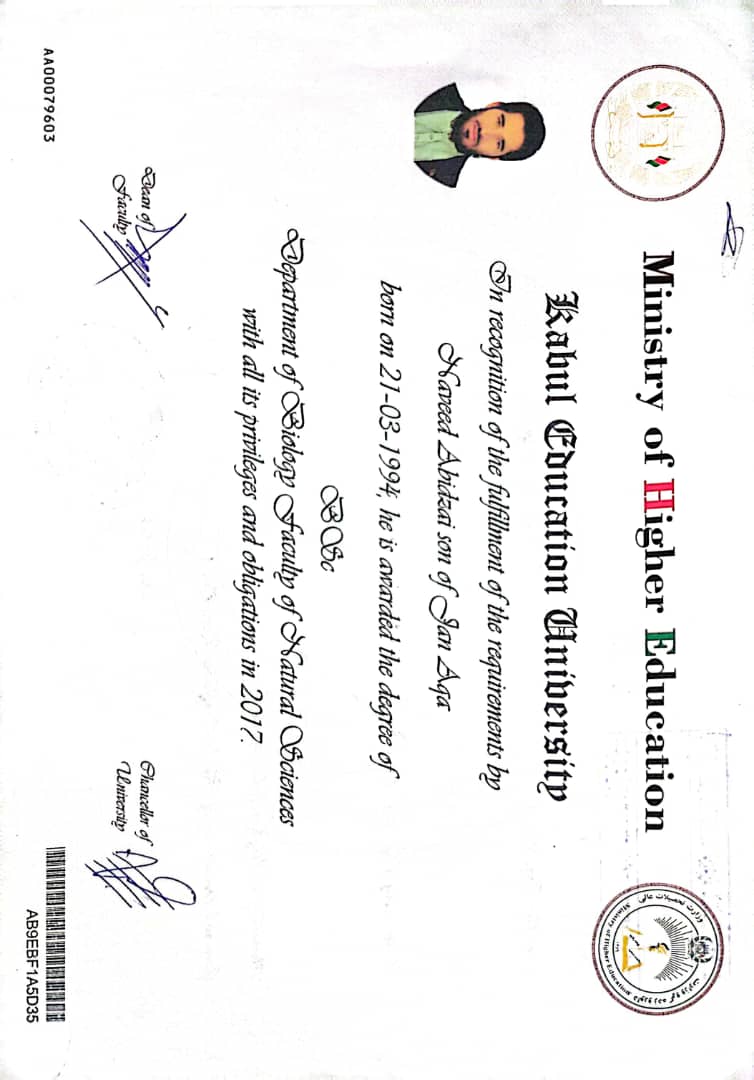 Ministry of Higher Education
Kabul Education University
In recognition of the fulfillment of the requirements by
Naveed Abidzai son of Jan Aqa
born on 21-03-1994, he is awarded the degree of
BSc
Department of Biology Faculty of Natural Sciences
with all its privileges and obligations in 2017.
Dean of
Faculty
Chancellor of
University
AA00079603
AB9EBF1A5D35
وزارت تحصیلات عالی
Ministry of Higher Education